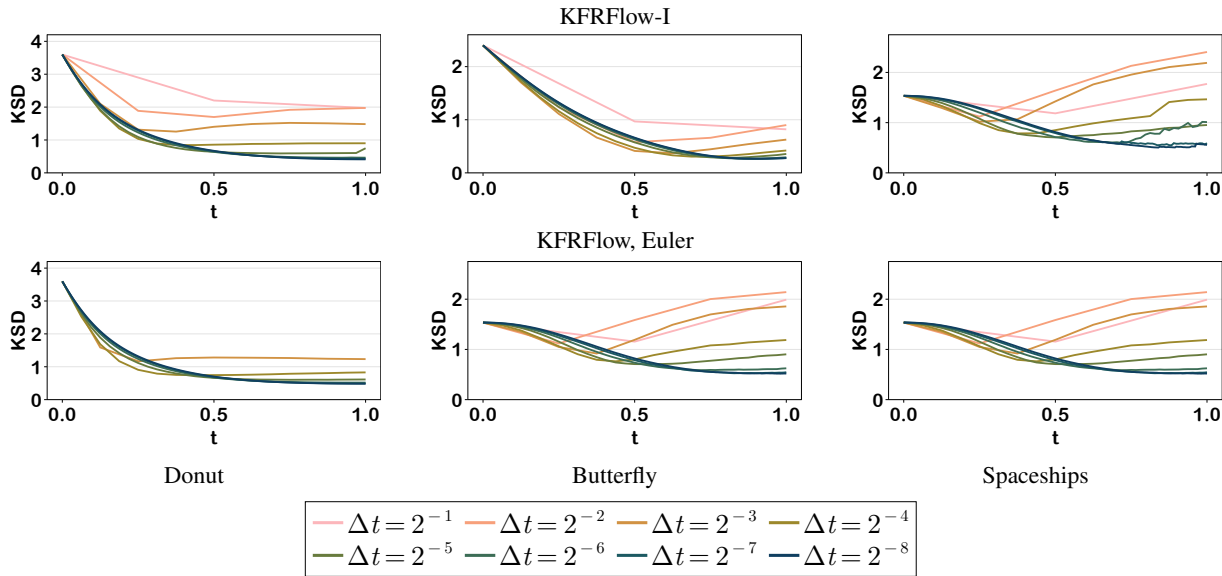 KFRFlow-I
KSD 4 3 2 1 0 0.0 0.5 1.0 t
KSD 2 1 0 0.0 0.5 1.0 t
KSD 2 1 0 0.0 0.5 1.0 t
KFRFlow, Euler
KSD 4 3 2 1 0 0.0 0.5 1.0 t
KSD 2 1 0 0.0 0.5 1.0 t
KSD 2 1 0 0.0 0.5 1.0 t
Donut Butterfly Spaceships
Δt = 2⁻¹ Δt = 2⁻² Δt = 2⁻³ Δt = 2⁻⁴
Δt = 2⁻⁵ Δt = 2⁻⁶ Δt = 2⁻⁷ Δt = 2⁻⁸